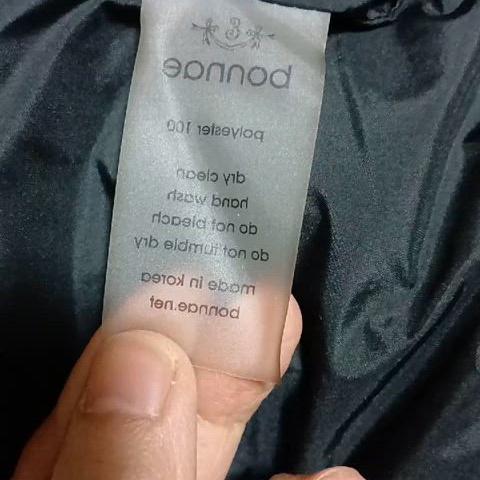 bonnae
polyester 100
dry clean
hand wash
do not bleach
do not tumble dry
made in korea
bonnae.net